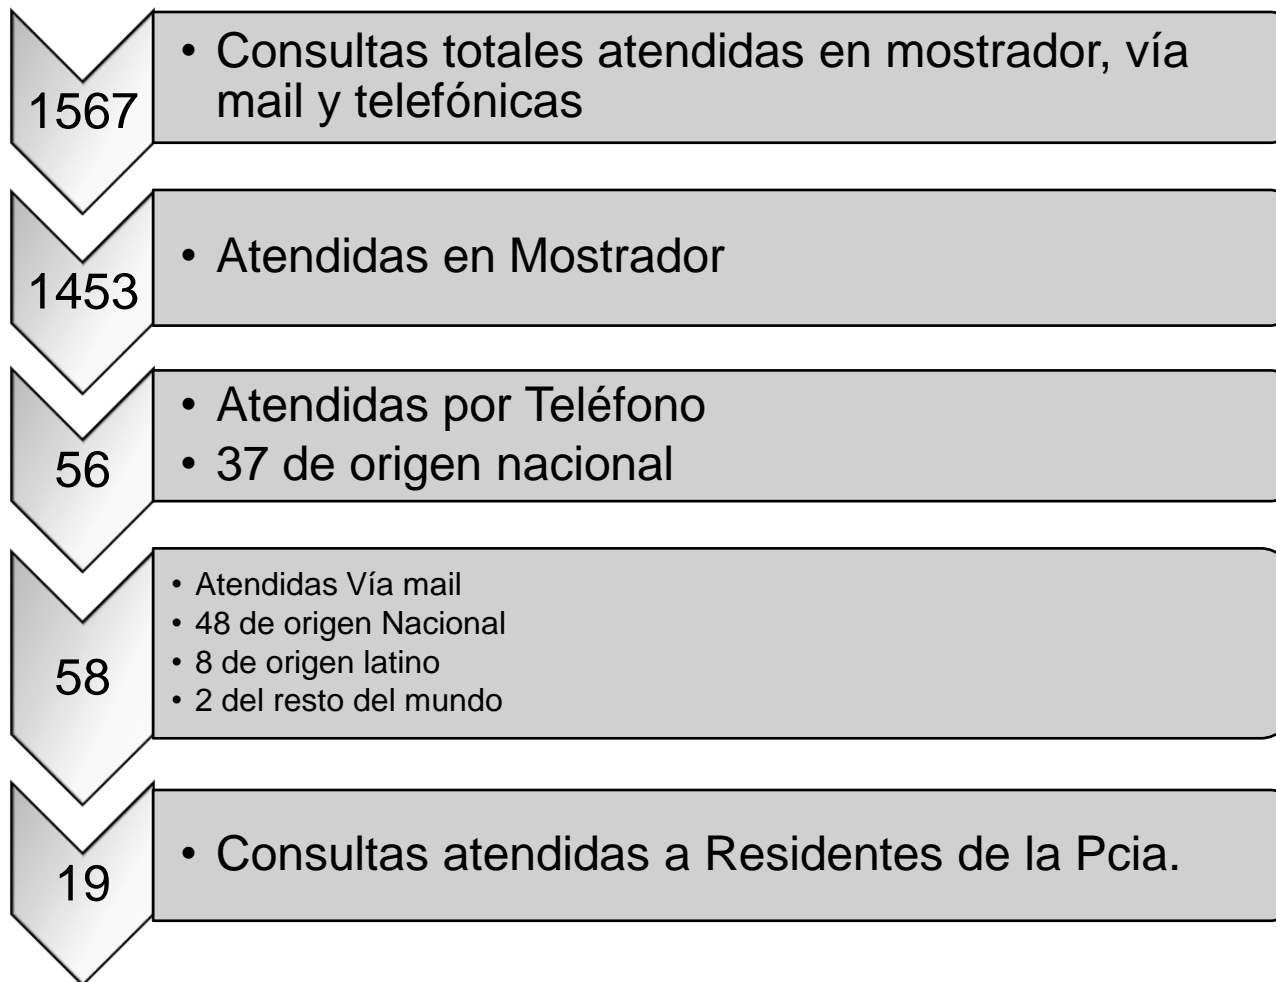 1567
• Consultas totales atendidas en mostrador, vía
mail y telefónicas
1453
• Atendidas en Mostrador
56
• Atendidas por Teléfono
• 37 de origen nacional
58
• Atendidas Vía mail
• 48 de origen Nacional
• 8 de origen latino
• 2 del resto del mundo
19
• Consultas atendidas a Residentes de la Pcia.